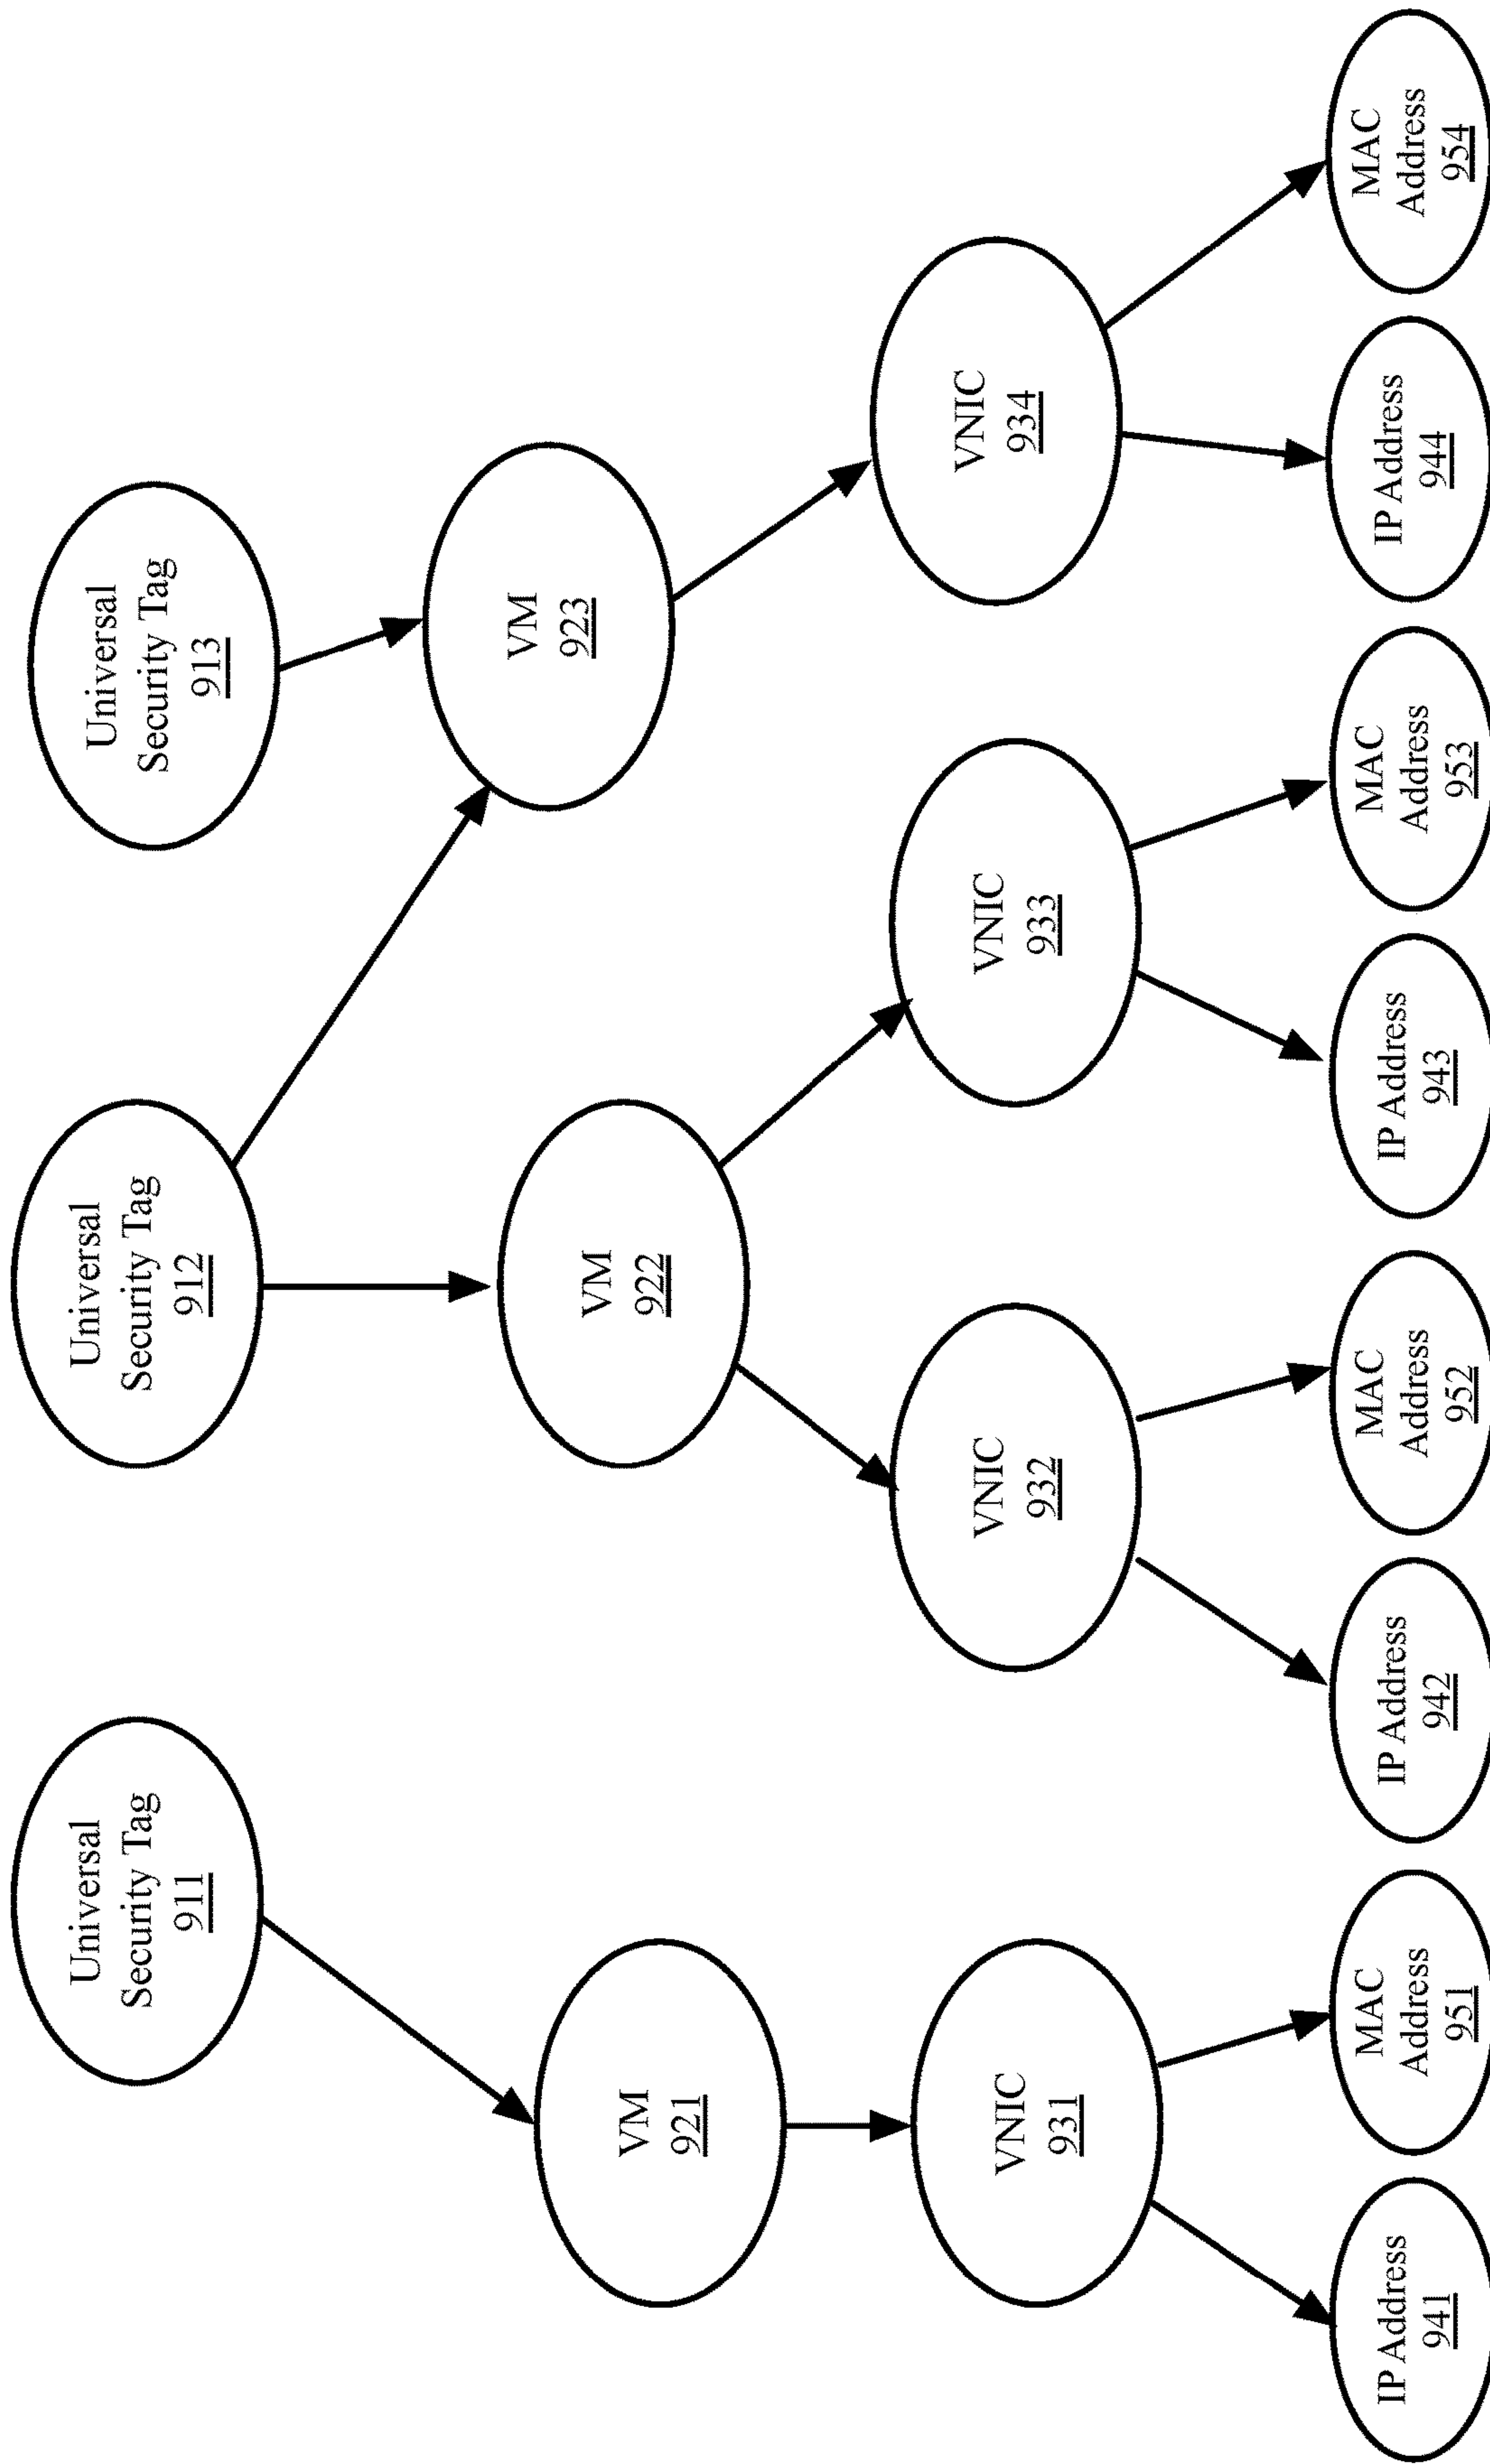 Universal
Security Tag
911
Universal
Security Tag
912
Universal
Security Tag
913
VM
921
VM
922
VM
923
VNIC
931
VNIC
932
VNIC
933
VNIC
934
IP Address
941
MAC
Address
951
IP Address
942
MAC
Address
952
IP Address
943
MAC
Address
953
IP Address
944
MAC
Address
954